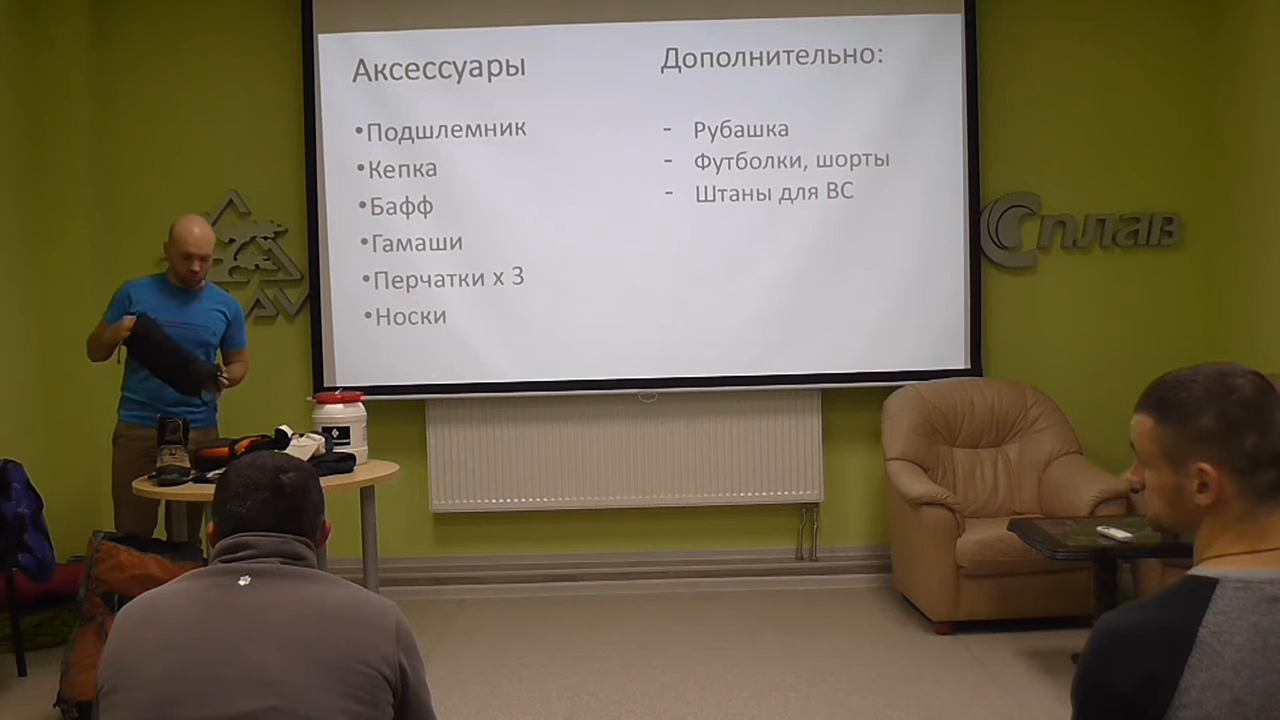 Аксессуары
•Подшлемник
•Кепка
•Бафф
•Гамаши
•Перчатки х 3
•Носки
Дополнительно:
- Рубашка
- Футболки, шорты
- Штаны для ВС
Сплав